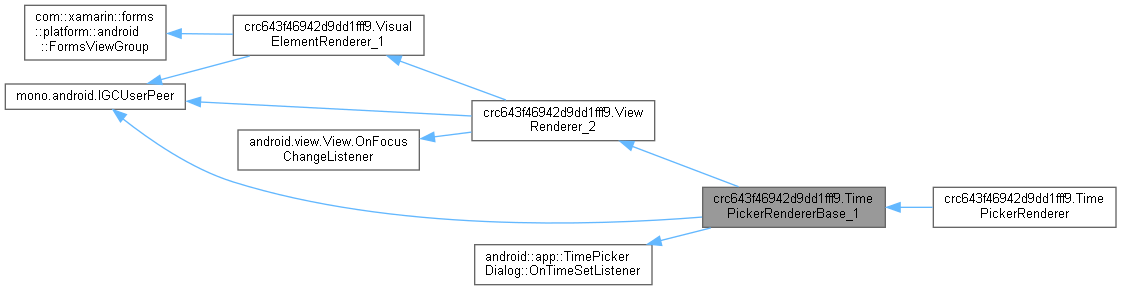 com::xamarin::forms
::platform::android
::FormsViewGroup
crc643f46942d9dd1fff9.Visual
ElementRenderer_1
mono.android.IGCUserPeer
crc643f46942d9dd1fff9.View
Renderer_2
android.view.View.OnFocus
ChangeListener
crc643f46942d9dd1fff9.Time
PickerRendererBase_1
crc643f46942d9dd1fff9.Time
PickerRenderer
android::app::TimePicker
Dialog::OnTimeSetListener